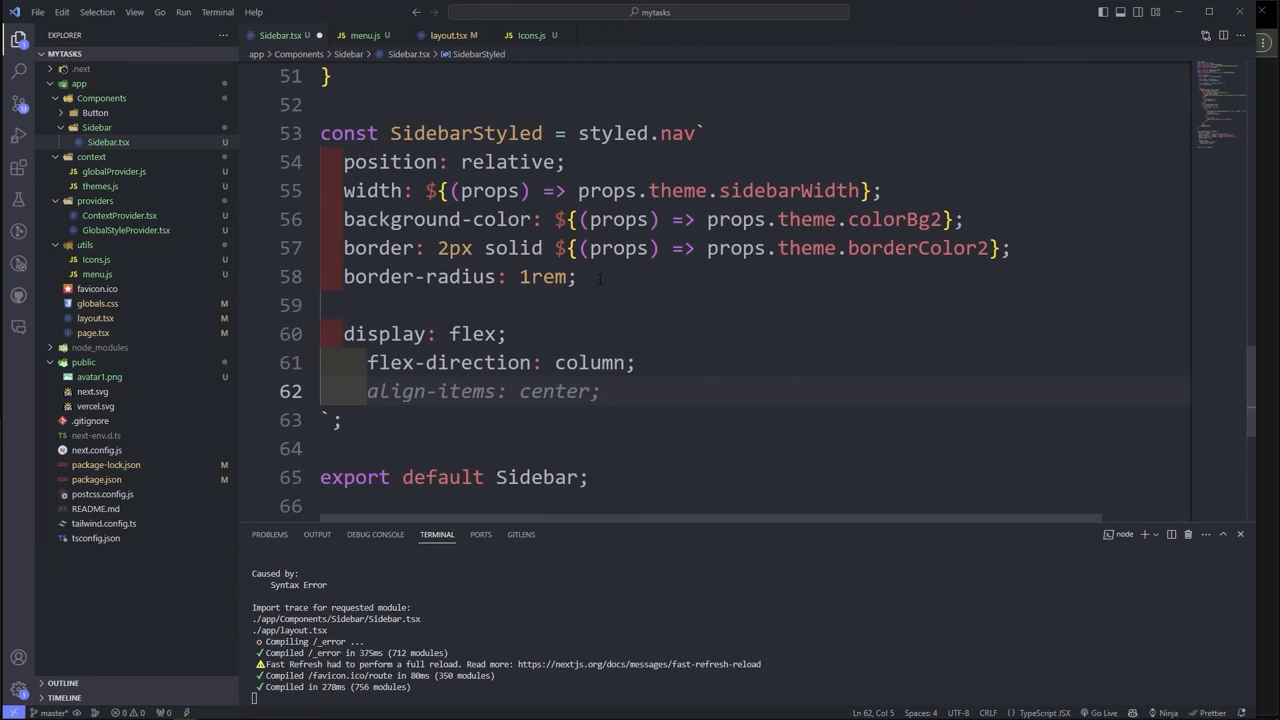 File Edit Selection View Go Run Terminal Help
mytasks
EXPLORER
MYTASKS
.next
app
Components
Button
Sidebar
Sidebar.tsx U
context
globalProvider.js U
themes.js U
providers
ContextProvider.tsx U
GlobalStyleProvider.tsx U
utils
Icons.js U
menu.js U
favicon.ico
globals.css M
layout.tsx M
page.tsx M
node_modules
public
avatar1.png U
next.svg
vercel.svg
.gitignore
next-env.d.ts
next.config.js
package-lock.json M
package.json M
postcss.config.js
README.md
tailwind.config.ts
tsconfig.json
OUTLINE
TIMELINE
Sidebar.tsx U menu.js U layout.tsx M Icons.js U
app > Components > Sidebar > Sidebar.tsx > SidebarStyled
51 }
52
53 const SidebarStyled = styled.nav`
54 position: relative;
55 width: ${(props) => props.theme.sidebarWidth};
56 background-color: ${(props) => props.theme.colorBg2};
57 border: 2px solid ${(props) => props.theme.borderColor2};
58 border-radius: 1rem;
59
60 display: flex;
61 flex-direction: column;
62 align-items: center;
63 `;
64
65 export default Sidebar;
66
PROBLEMS OUTPUT DEBUG CONSOLE TERMINAL PORTS GITLENS
node
Caused by:
Syntax Error
Import trace for requested module:
./app/Components/Sidebar/Sidebar.tsx
./app/layout.tsx
○ Compiling /_error ...
✓ Compiled /_error in 375ms (712 modules)
⚠ Fast Refresh had to perform a full reload. Read more: https://nextjs.org/docs/messages/fast-refresh-reload
✓ Compiled /favicon.ico/route in 80ms (350 modules)
✓ Compiled in 278ms (756 modules)
master* 0 0 0 Ln 62, Col 5 Spaces: 4 UTF-8 CRLF TypeScript JSX Go Live Ninja Prettier